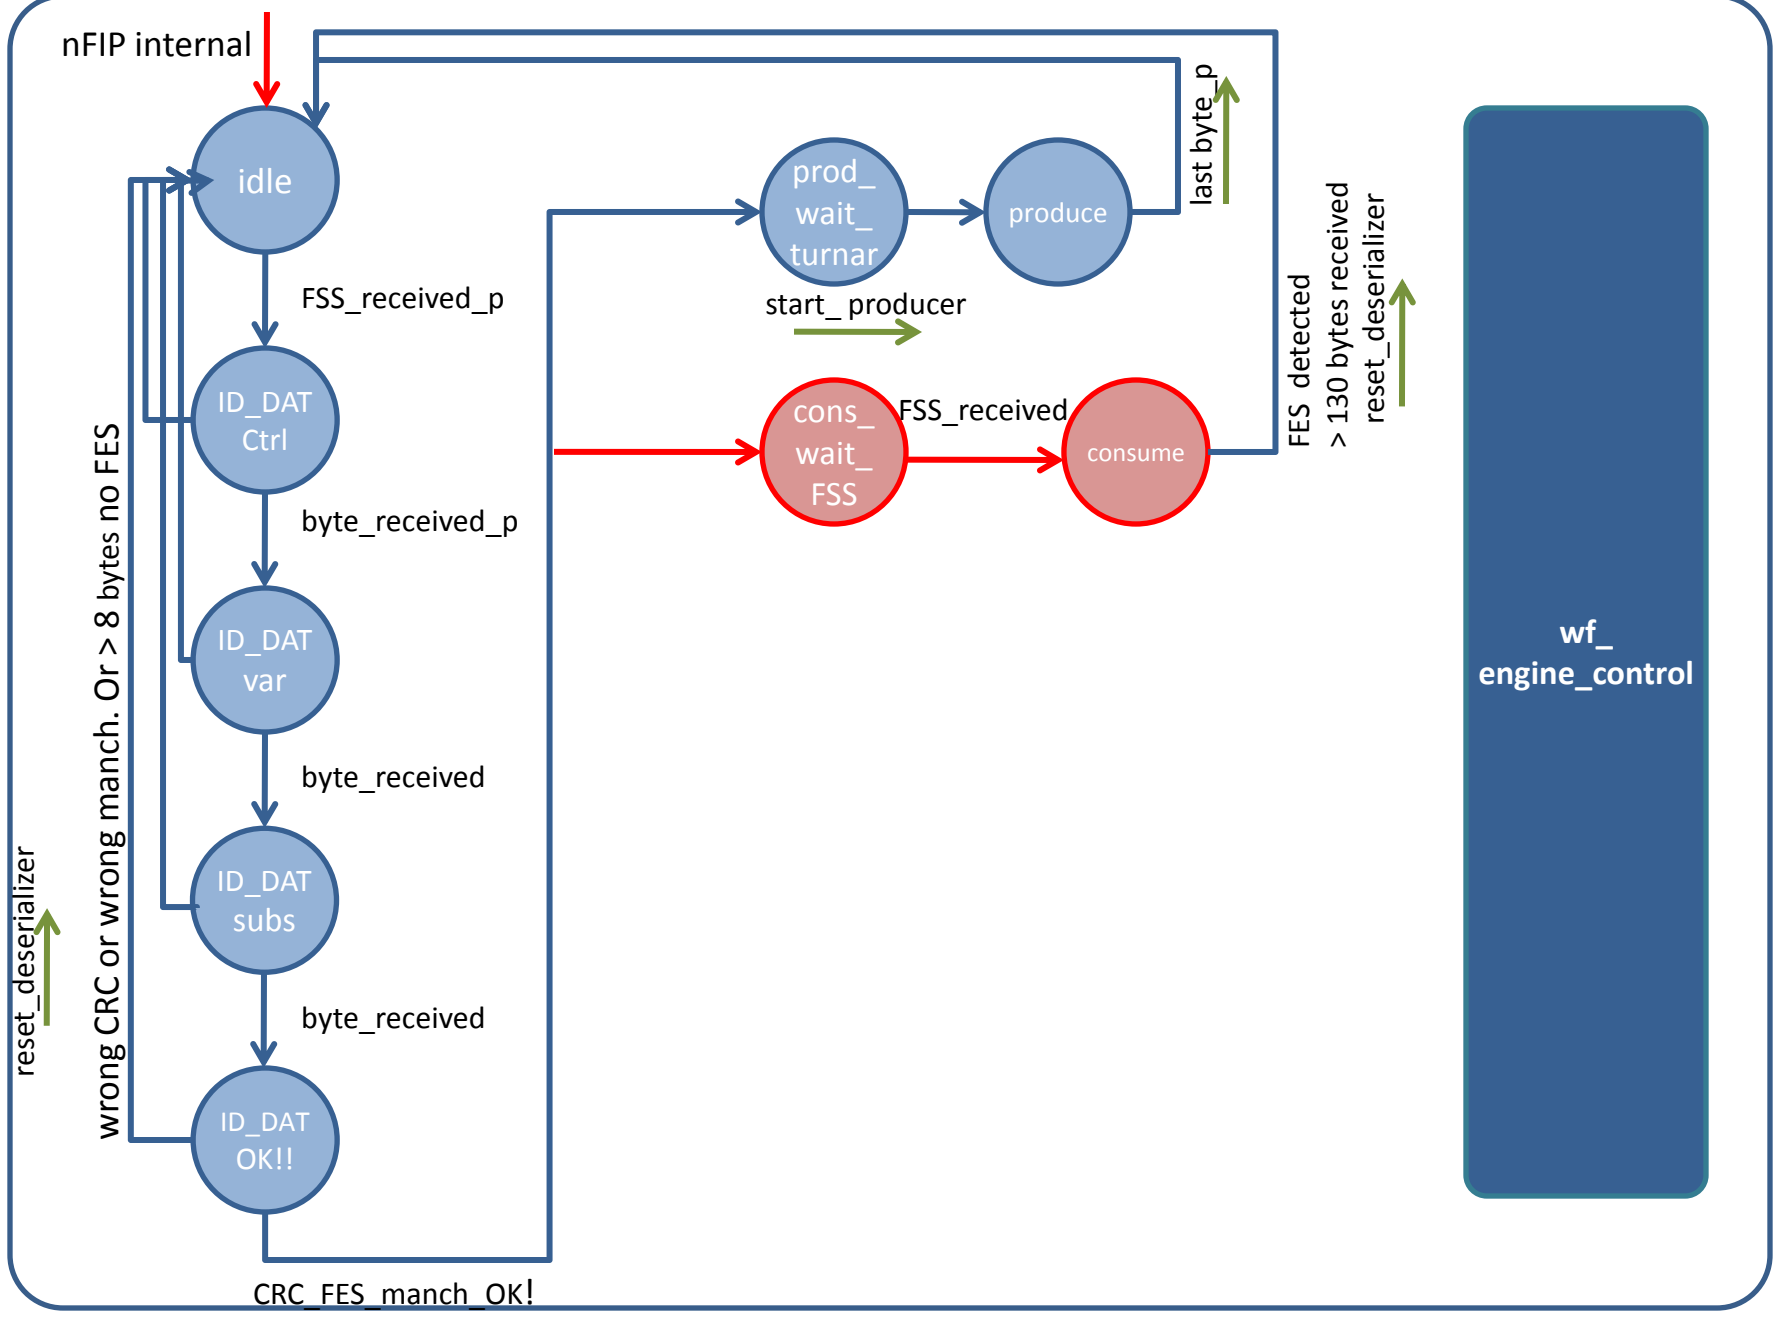 nFIP internal
idle
FSS_received_p
ID_DAT
Ctrl
byte_received_p
ID_DAT
var
byte_received
ID_DAT
subs
byte_received
ID_DAT
OK!!
CRC_FES_manch_OK!
reset_deserializer
wrong CRC or wrong manch. Or > 8 bytes no FES
prod_
wait_
turnar
produce
start_ producer
last byte_p
cons_
wait_
FSS
FSS_received
consume
FES  detected
> 130 bytes received
reset_deserializer
wf_
engine_control